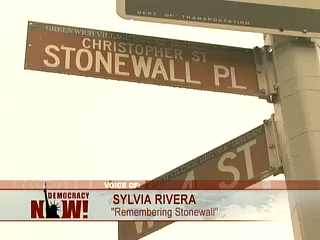 DEPT. OF TRANSPORTATION
GREENWICH VILLAGE
CHRISTOPHER ST
STONEWALL PL
ST
VOICE OF:
SYLVIA RIVERA
"Remembering Stonewall"
DEMOCRACY
NOW!